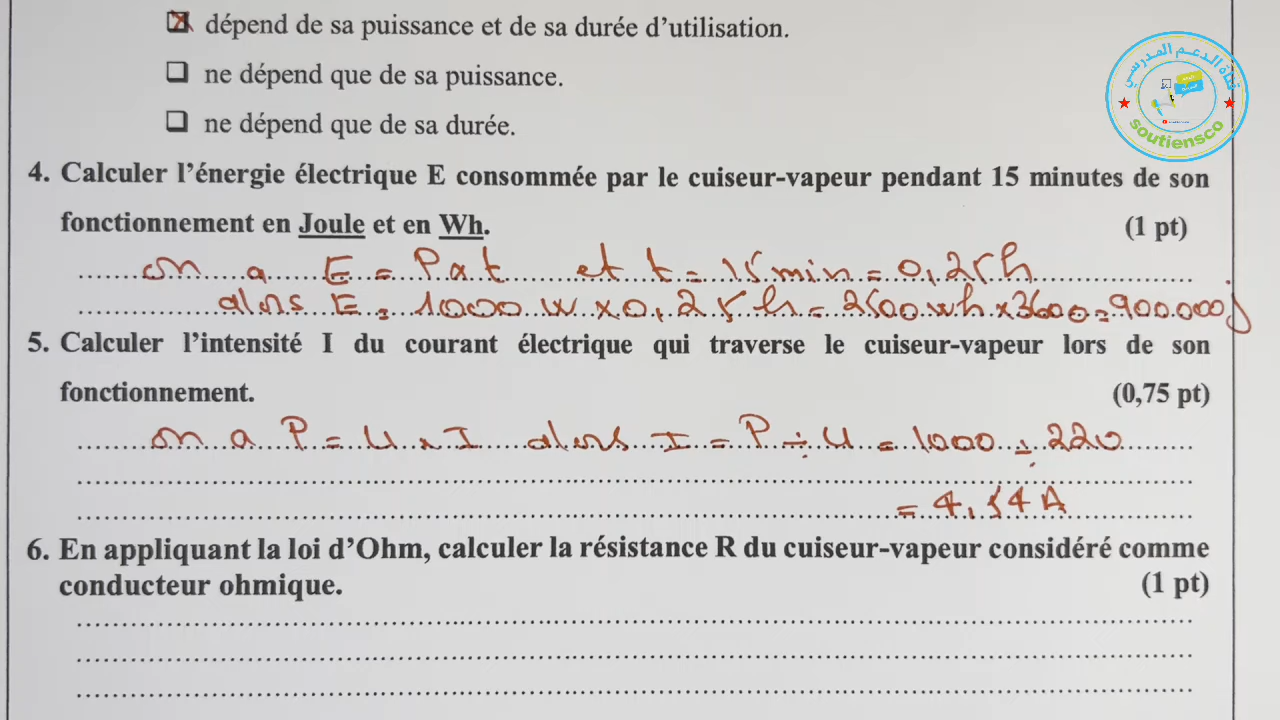 ☒ dépend de sa puissance et de sa durée d'utilisation.
❑ ne dépend que de sa puissance.
❑ ne dépend que de sa durée.
قناة الدعم المدرسي
soutiensco
4. Calculer l'énergie électrique E consommée par le cuiseur-vapeur pendant 15 minutes de son
fonctionnement en Joule et en Wh. (1 pt)
on a E = P x t et t = 15 min = 0,25 h
alors E = 1000 w x 0,25 h = 2500 wh x 3600 = 900.000 j
5. Calculer l'intensité I du courant électrique qui traverse le cuiseur-vapeur lors de son
fonctionnement. (0,75 pt)
on a P = U x I alors I = P ÷ U = 1000 ÷ 220
= 4,54 A
6. En appliquant la loi d'Ohm, calculer la résistance R du cuiseur-vapeur considéré comme
conducteur ohmique. (1 pt)